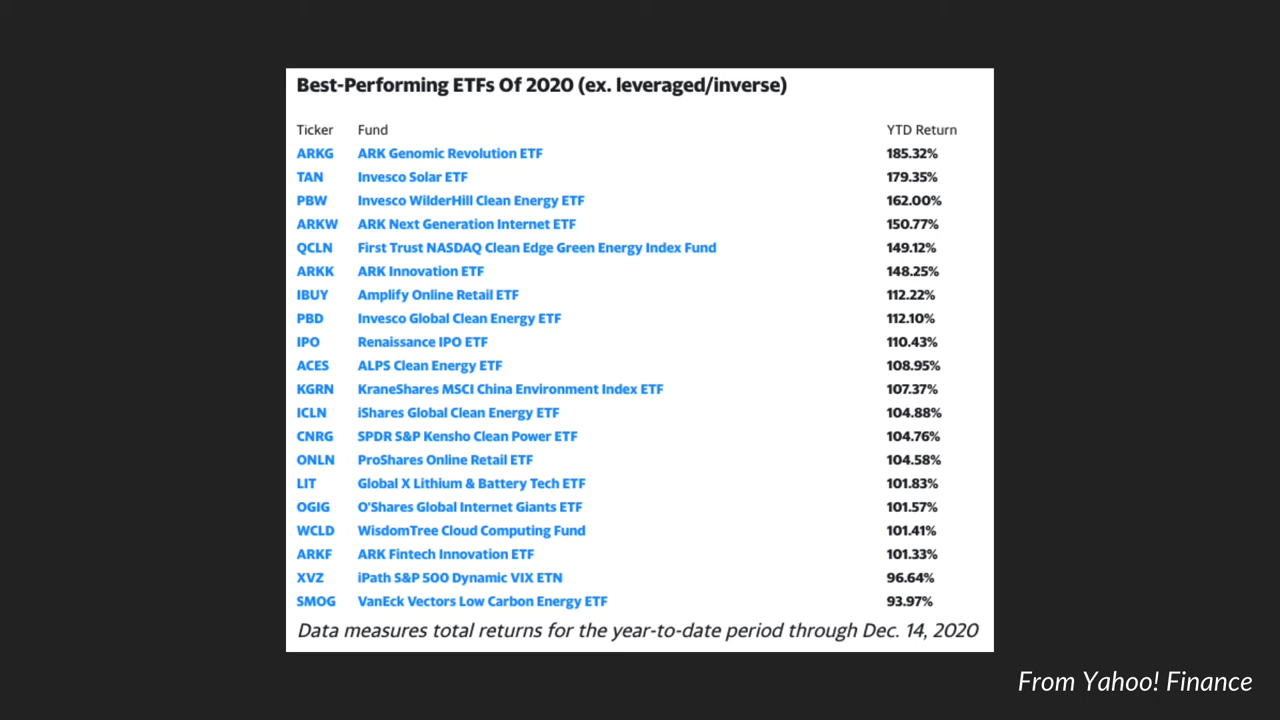 Best-Performing ETFs Of 2020 (ex. leveraged/inverse)
Ticker Fund YTD Return
ARKG ARK Genomic Revolution ETF 185.32%
TAN Invesco Solar ETF 179.35%
PBW Invesco WilderHill Clean Energy ETF 162.00%
ARKW ARK Next Generation Internet ETF 150.77%
QCLN First Trust NASDAQ Clean Edge Green Energy Index Fund 149.12%
ARKK ARK Innovation ETF 148.25%
IBUY Amplify Online Retail ETF 112.22%
PBD Invesco Global Clean Energy ETF 112.10%
IPO Renaissance IPO ETF 110.43%
ACES ALPS Clean Energy ETF 108.95%
KGRN KraneShares MSCI China Environment Index ETF 107.37%
ICLN iShares Global Clean Energy ETF 104.88%
CNRG SPDR S&P Kensho Clean Power ETF 104.76%
ONLN ProShares Online Retail ETF 104.58%
LIT Global X Lithium & Battery Tech ETF 101.83%
OGIG O'Shares Global Internet Giants ETF 101.57%
WCLD WisdomTree Cloud Computing Fund 101.41%
ARKF ARK Fintech Innovation ETF 101.33%
XVZ iPath S&P 500 Dynamic VIX ETN 96.64%
SMOG VanEck Vectors Low Carbon Energy ETF 93.97%
Data measures total returns for the year-to-date period through Dec. 14, 2020
From Yahoo! Finance